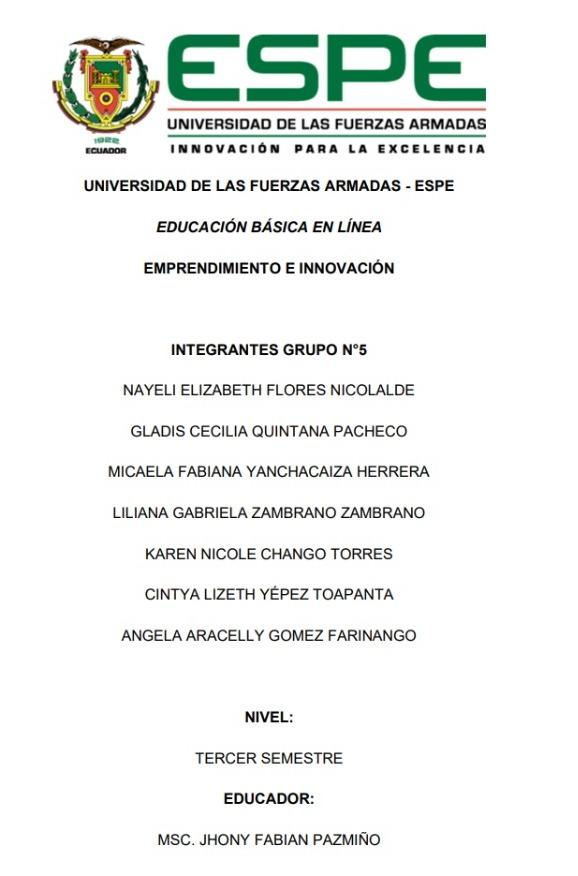 ESPE
UNIVERSIDAD DE LAS FUERZAS ARMADAS
INNOVACIÓN PARA LA EXCELENCIA
1922
ECUADOR
UNIVERSIDAD DE LAS FUERZAS ARMADAS - ESPE
EDUCACIÓN BÁSICA EN LÍNEA
EMPRENDIMIENTO E INNOVACIÓN
INTEGRANTES GRUPO N°5
NAYELI ELIZABETH FLORES NICOLALDE
GLADIS CECILIA QUINTANA PACHECO
MICAELA FABIANA YANCHACAIZA HERRERA
LILIANA GABRIELA ZAMBRANO ZAMBRANO
KAREN NICOLE CHANGO TORRES
CINTYA LIZETH YÉPEZ TOAPANTA
ANGELA ARACELLY GOMEZ FARINANGO
NIVEL:
TERCER SEMESTRE
EDUCADOR:
MSC. JHONY FABIAN PAZMIÑO